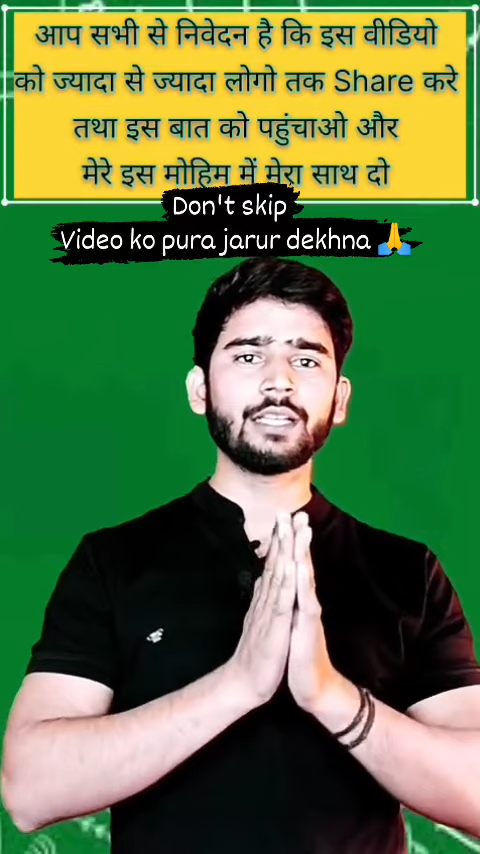 आप सभी से निवेदन है कि इस वीडियो
को ज्यादा से ज्यादा लोगो तक Share करे
तथा इस बात को पहुंचाओ और
मेरे इस मोहिम में मेरा साथ दो
Don't skip
Video ko pura jarur dekhna 🙏